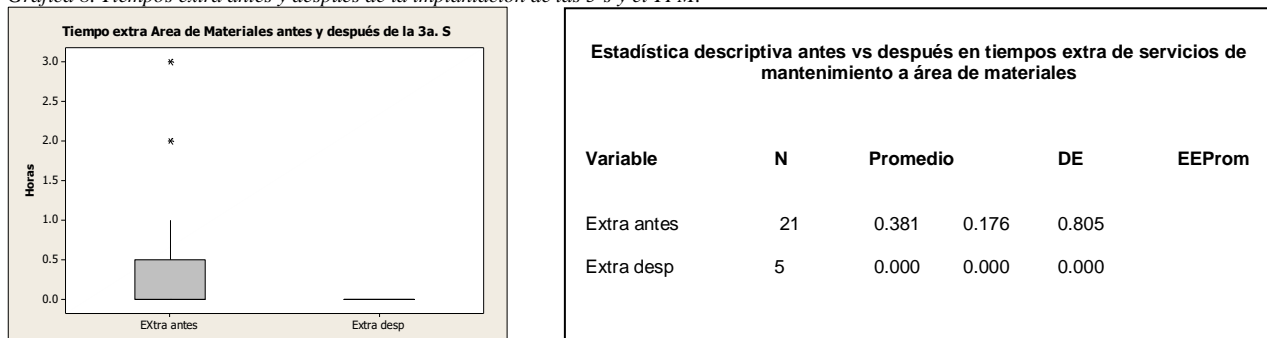 Tiempo extra Area de Materiales antes y después de la 3a. S
3.0
2.5
2.0
1.5
1.0
0.5
0.0
Horas
EXtra antes
Extra desp
Estadística descriptiva antes vs después en tiempos extra de servicios de
mantenimiento a área de materiales
Variable N Promedio DE EEProm
Extra antes 21 0.381 0.176 0.805
Extra desp 5 0.000 0.000 0.000